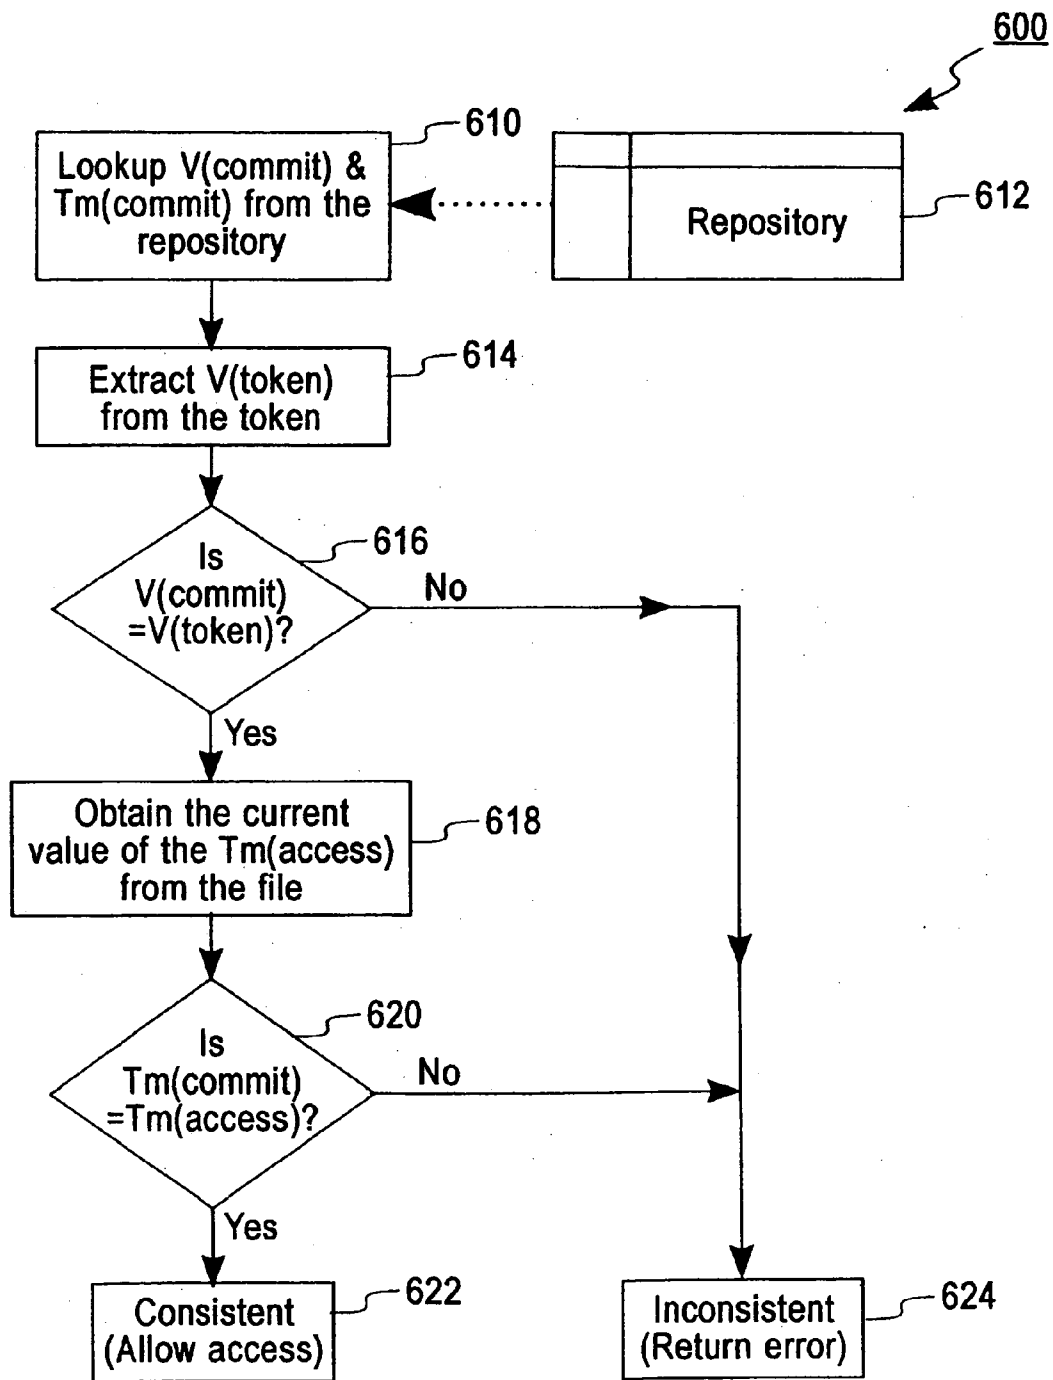 600
610
Lookup V(commit) &
Tm(commit) from the
repository
Repository
612
614
Extract V(token)
from the token
616
Is
V(commit)
=V(token)?
No
Yes
Obtain the current
value of the Tm(access)
from the file
618
620
Is
Tm(commit)
=Tm(access)?
No
Yes
622
Consistent
(Allow access)
Inconsistent
(Return error)
624